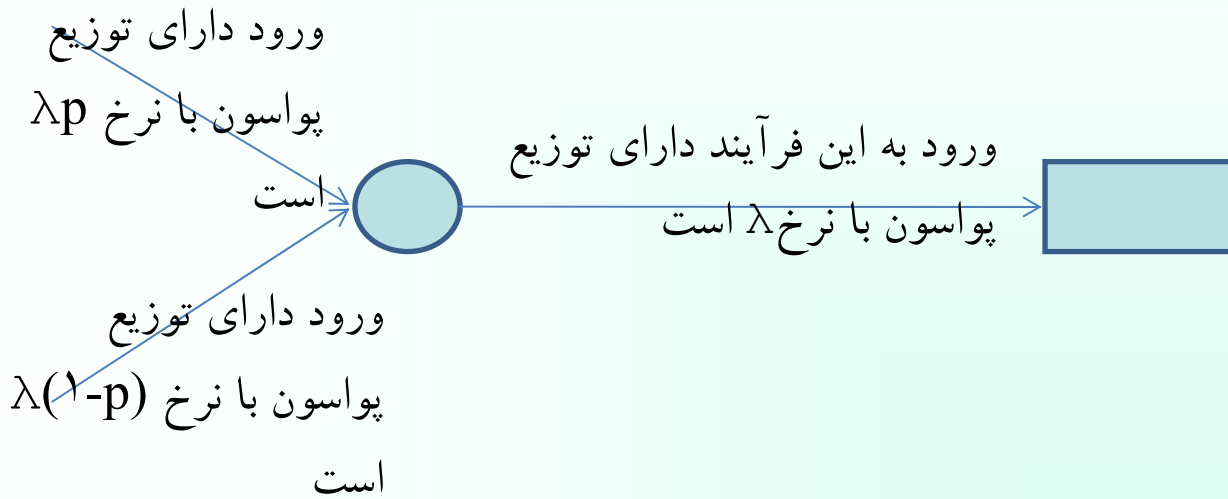 ورود دارای توزیع
پواسون با نرخ λp
است
ورود به این فرآیند دارای توزیع
پواسون با نرخλ است
ورود دارای توزیع
پواسون با نرخ λ(۱-p)
است